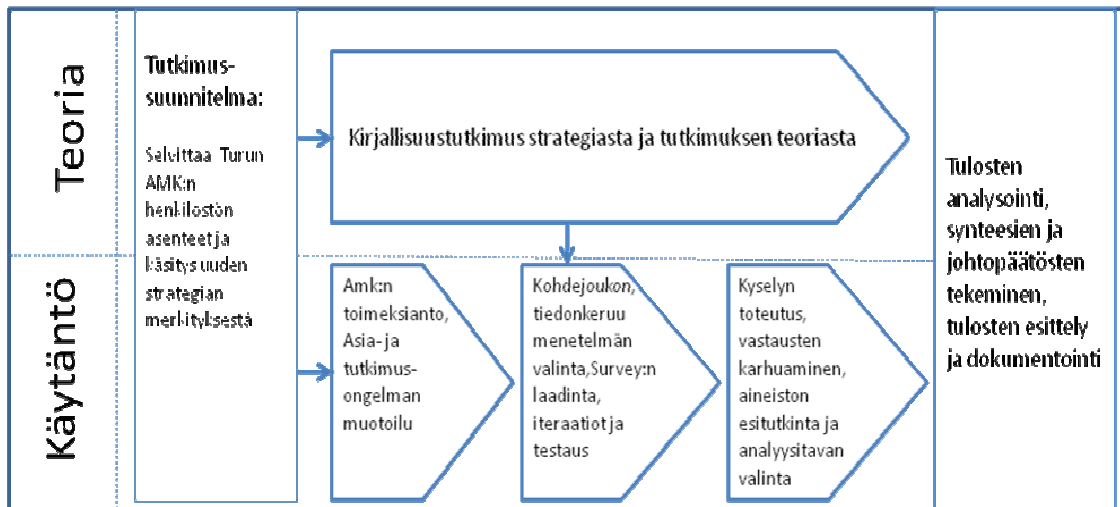 Teoria
Käytäntö
Tutkimus-
suunnitelma:
Selvittaa Turun
AMK:n
henkilöstön
asenteet ja
käsitys uuden
strategian
merkityksestä
Kirjallisuustutkimus strategiasta ja tutkimuksen teoriasta
Amk:n
toimeksianto,
Asia- ja
tutkimus-
ongelman
muotoilu
Kohdejoukon,
tiedonkeruu
menetelmän
valinta,Survey:n
laadinta,
iteraatiot ja
testaus
Kyselyn
toteutus,
vastausten
karhuaminen,
aineiston
esitutkinta ja
analyysitavan
valinta
Tulosten
analysointi,
synteesien ja
johtopäätösten
tekeminen,
tulosten esittely
ja dokumentointi